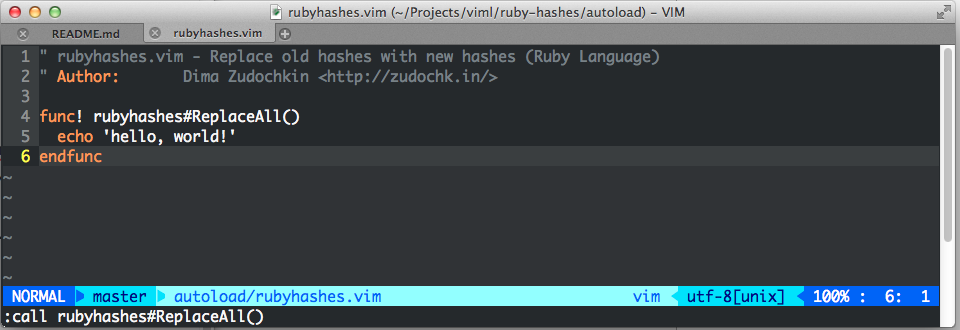 rubyhashes.vim (~/Projects/viml/ruby-hashes/autoload) – VIM
README.md rubyhashes.vim
1 " rubyhashes.vim - Replace old hashes with new hashes (Ruby Language)
2 " Author: Dima Zudochkin <http://zudochk.in/>
3
4 func! rubyhashes#ReplaceAll()
5 echo 'hello, world!'
6 endfunc
~
~
~
~
~
~
NORMAL master autoload/rubyhashes.vim vim utf-8[unix] 100% : 6: 1
:call rubyhashes#ReplaceAll()